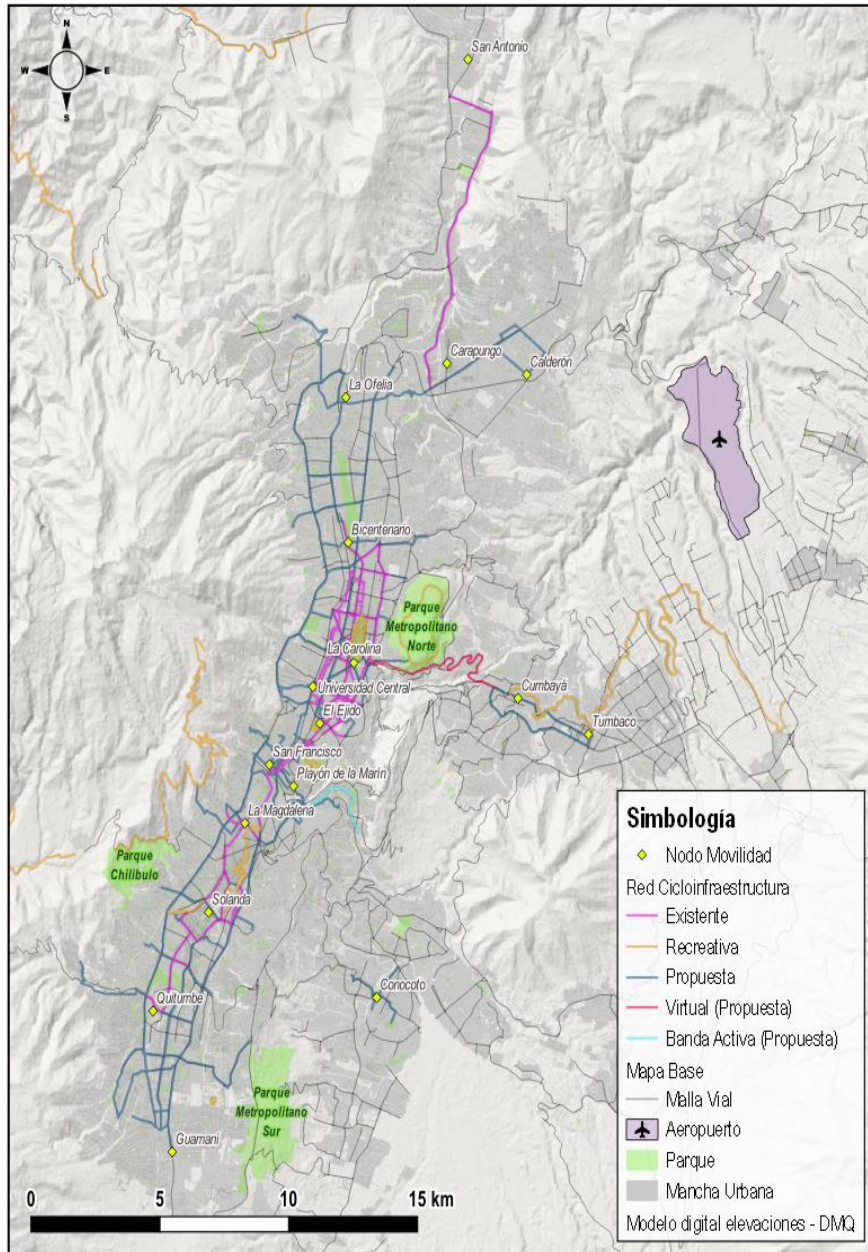 N
W
E
S
San Antonio
Carapungo
Calderón
La Ofelia
Bicentenario
Parque
Metropolitano
Norte
La Carolina
Universidad Central
Cumbayá
El Ejido
Tumbaco
San Francisco
Playón de la Marín
La Magdalena
Parque
Chilibulo
Solanda
Conocoto
Quitumbe
Parque
Metropolitano
Sur
Guamaní
0 5 10 15 km
Simbología
Nodo Movilidad
Red Cicloinfraestructura
Existente
Recreativa
Propuesta
Virtual (Propuesta)
Banda Activa (Propuesta)
Mapa Base
Malla Vial
Aeropuerto
Parque
Mancha Urbana
Modelo digital elevaciones - DMQ